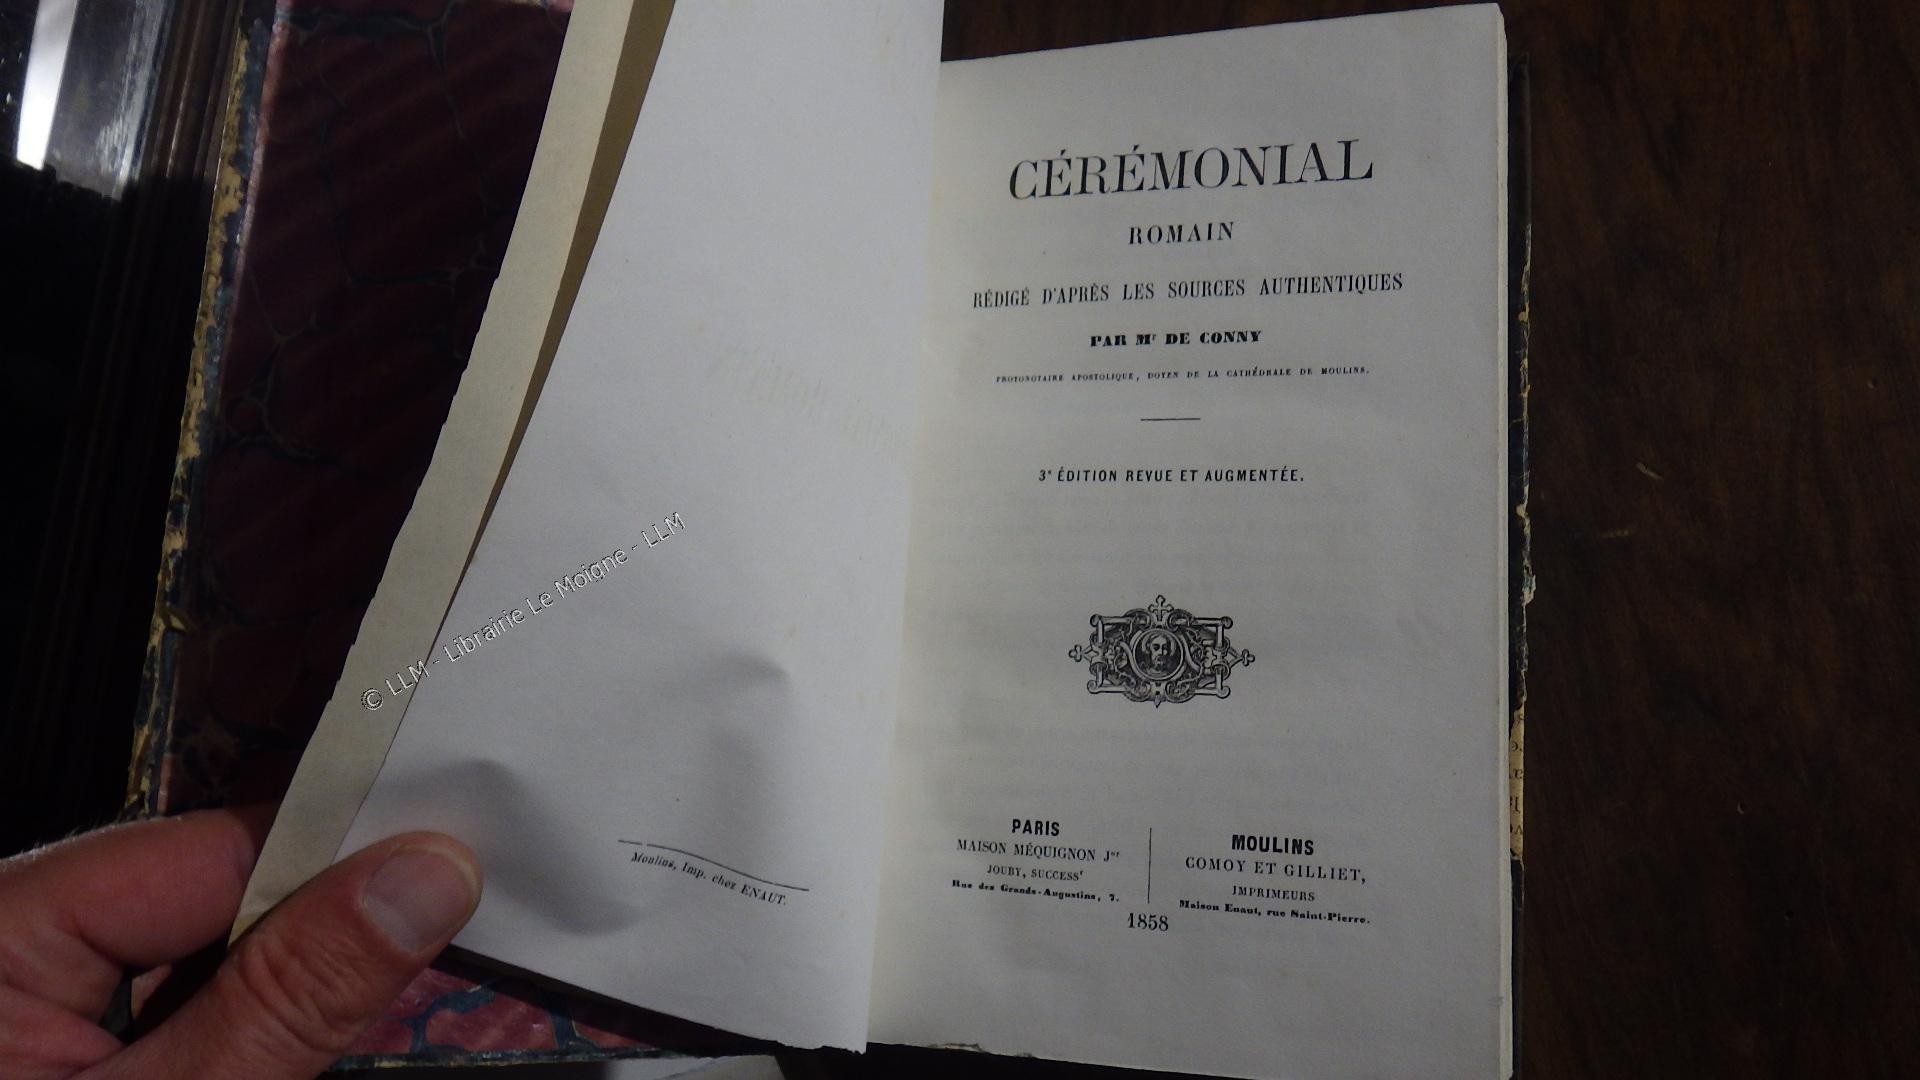 © LLM - Librairie Le Moigne - LLM
Moulins, Imp. chez ENAUT.
CÉRÉMONIAL
ROMAIN
RÉDIGÉ D'APRÈS LES SOURCES AUTHENTIQUES
PAR Mr DE CONNY
PROTONOTAIRE APOSTOLIQUE, DOYEN DE LA CATHÉDRALE DE MOULINS.
3e ÉDITION REVUE ET AUGMENTÉE.
PARIS
MAISON MÉQUIGNON Jnr
JOUBY, SUCCESSr
Rue des Grands-Augustins, 7.
MOULINS
COMOY ET GILLIET,
IMPRIMEURS
Maison Enaut, rue Saint-Pierre.
1858